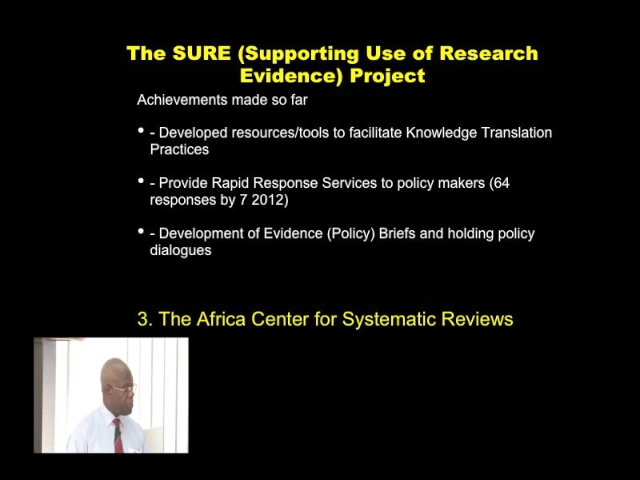 The SURE (Supporting Use of Research
Evidence) Project
Achievements made so far
• - Developed resources/tools to facilitate Knowledge Translation
Practices
• - Provide Rapid Response Services to policy makers (64
responses by 7 2012)
• - Development of Evidence (Policy) Briefs and holding policy
dialogues
3. The Africa Center for Systematic Reviews